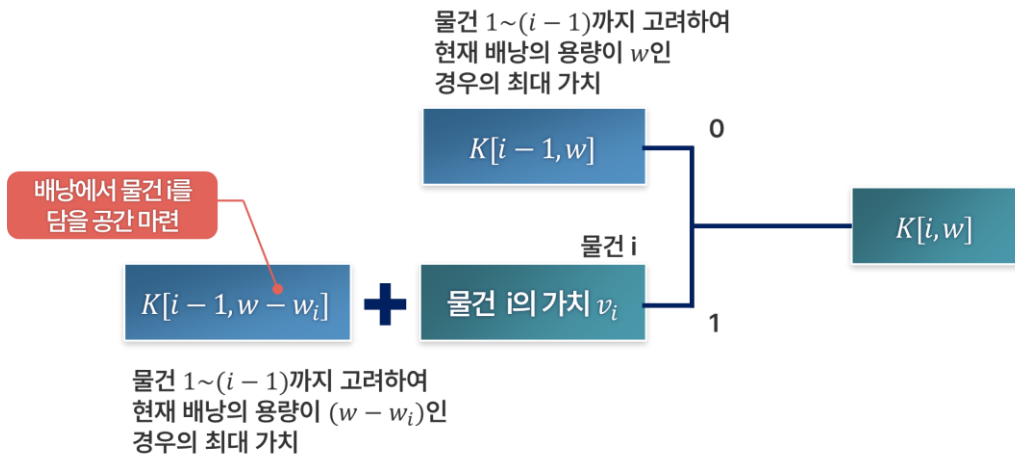 물건 1~(i − 1)까지 고려하여
현재 배낭의 용량이 w인
경우의 최대 가치
K[i − 1, w]
0
배낭에서 물건 i를
담을 공간 마련
K[i, w]
물건 i
K[i − 1, w − wᵢ]
+
물건 i의 가치 vᵢ
1
물건 1~(i − 1)까지 고려하여
현재 배낭의 용량이 (w − wᵢ)인
경우의 최대 가치